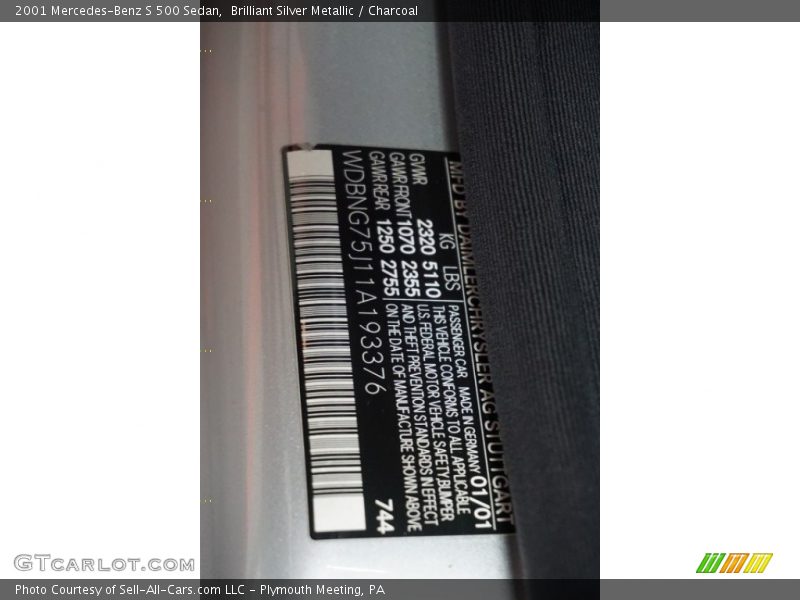 2001 Mercedes-Benz S 500 Sedan,  Brilliant Silver Metallic / Charcoal
MFD BY DAIMLERCHRYSLER AG STUTTGART
KG LBS
GVWR 2320 5110
GAWR FRONT 1070 2355
GAWR REAR 1250 2755
PASSENGER CAR MADE IN GERMANY 01/01
THIS VEHICLE CONFORMS TO ALL APPLICABLE
U.S. FEDERAL MOTOR VEHICLE SAFETY,BUMPER
AND THEFT PREVENTION STANDARDS IN EFFECT
ON THE DATE OF MANUFACTURE SHOWN ABOVE
WDBNG75J11A193376
744
GTCARLOT.COM
Photo Courtesy of Sell-All-Cars.com LLC - Plymouth Meeting, PA